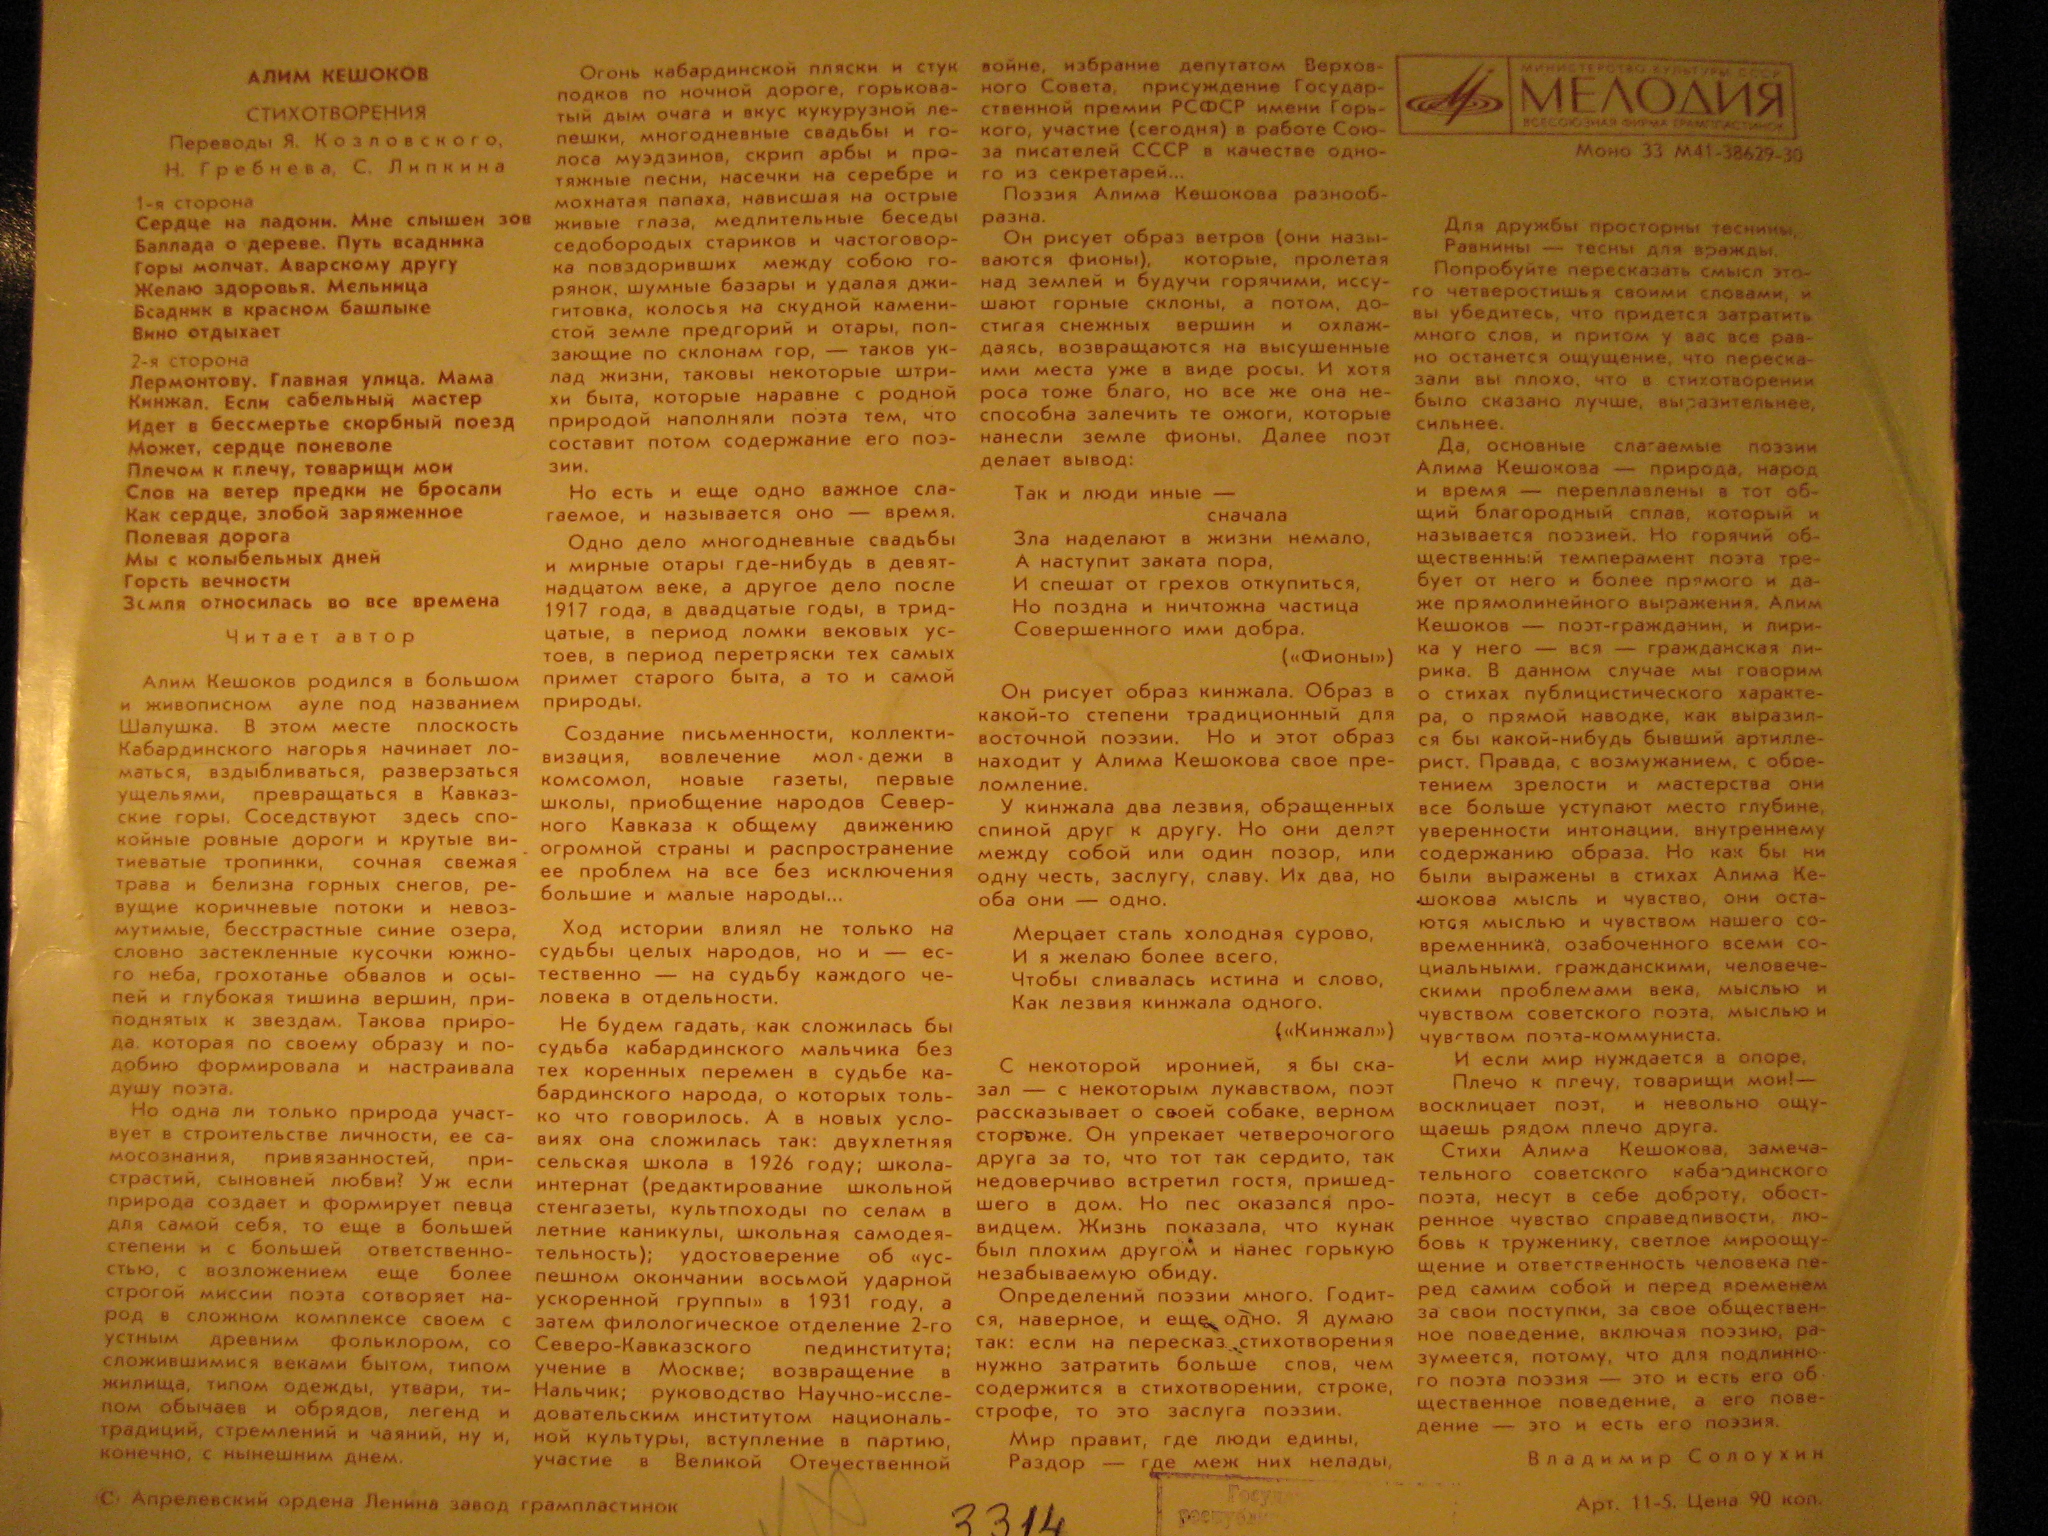 АЛИМ КЕШОКОВ
СТИХОТВОРЕНИЯ
Переводы Я. Козловского,
Н. Гребнева, С. Липкина
1-я сторона
Сердце на ладони. Мне слышен зов
Баллада о дереве. Путь всадника
Горы молчат. Аварскому другу
Желаю здоровья. Мельница
Всадник в красном башлыке
Вино отдыхает
2-я сторона
Лермонтову. Главная улица. Мама
Кинжал. Если сабельный мастер
Идет в бессмертье скорбный поезд
Может, сердце поневоле
Плечом к плечу, товарищи мои
Слов на ветер предки не бросали
Как сердце, злобой заряженное
Полевая дорога
Мы с колыбельных дней
Горсть вечности
Земля относилась во все времена
Читает автор
Алим Кешоков родился в большом
и живописном ауле под названием
Шалушка. В этом месте плоскость
Кабардинского нагорья начинает ло-
маться, вздыбливаться, разверзаться
ущельями, превращаться в Кавказ-
ские горы. Соседствуют здесь спо-
койные ровные дороги и крутые ви-
тиеватые тропинки, сочная свежая
трава и белизна горных снегов, ре-
вущие коричневые потоки и невоз-
мутимые, бесстрастные синие озера,
словно застекленные кусочки южно-
го неба, грохотанье обвалов и осы-
пей и глубокая тишина вершин, при-
поднятых к звездам. Такова приро-
да, которая по своему образу и по-
добию формировала и настраивала
душу поэта.
Но одна ли только природа участ-
вует в строительстве личности, ее са-
мосознания, привязанностей, при-
страстий, сыновней любви? Уж если
природа создает и формирует певца
для самой себя, то еще в большей
степени и с большей ответственно-
стью, с возложением еще более
строгой миссии поэта сотворяет на-
род в сложном комплексе своем с
устным древним фольклором, со
сложившимися веками бытом, типом
жилища, типом одежды, утвари, ти-
пом обычаев и обрядов, легенд и
традиций, стремлений и чаяний, ну и,
конечно, с нынешним днем.
Огонь кабардинской пляски и стук
подков по ночной дороге, горькова-
тый дым очага и вкус кукурузной ле-
пешки, многодневные свадьбы и го-
лоса муэдзинов, скрип арбы и про-
тяжные песни, насечки на серебре и
мохнатая папаха, нависшая на острые
живые глаза, медлительные беседы
седобородых стариков и частоговор-
ка повздоривших между собою го-
рянок, шумные базары и удалая джи-
гитовка, колосья на скудной камени-
стой земле предгорий и отары, пол-
зающие по склонам гор, — таков ук-
лад жизни, таковы некоторые штри-
хи быта, которые наравне с родной
природой наполняли поэта тем, что
составит потом содержание его поэ-
зии.
Но есть и еще одно важное сла-
гаемое, и называется оно — время.
Одно дело многодневные свадьбы
и мирные отары где-нибудь в девят-
надцатом веке, а другое дело после
1917 года, в двадцатые годы, в трид-
цатые, в период ломки вековых ус-
тоев, в период перетряски тех самых
примет старого быта, а то и самой
природы.
Создание письменности, коллекти-
визация, вовлечение молодежи в
комсомол, новые газеты, первые
школы, приобщение народов Север-
ного Кавказа к общему движению
огромной страны и распространение
ее проблем на все без исключения
большие и малые народы...
Ход истории влиял не только на
судьбы целых народов, но и — ес-
тественно — на судьбу каждого че-
ловека в отдельности.
Не будем гадать, как сложилась бы
судьба кабардинского мальчика без
тех коренных перемен в судьбе ка-
бардинского народа, о которых толь-
ко что говорилось. А в новых усло-
виях она сложилась так: двухлетняя
сельская школа в 1926 году; школа-
интернат (редактирование школьной
стенгазеты, культпоходы по селам в
летние каникулы, школьная самодея-
тельность); удостоверение об «ус-
пешном окончании восьмой ударной
ускоренной группы» в 1931 году, а
затем филологическое отделение 2-го
Северо-Кавказского пединститута;
учение в Москве; возвращение в
Нальчик; руководство Научно-иссле-
довательским институтом националь-
ной культуры, вступление в партию,
участие в Великой Отечественной
войне, избрание депутатом Верхов-
ного Совета, присуждение Государ-
ственной премии РСФСР имени Горь-
кого, участие (сегодня) в работе Сою-
за писателей СССР в качестве одно-
го из секретарей...
Поэзия Алима Кешокова разнооб-
разна.
Он рисует образ ветров (они назы-
ваются фионы), которые, пролетая
над землей и будучи горячими, иссу-
шают горные склоны, а потом, до-
стигая снежных вершин и охлаж-
даясь, возвращаются на высушенные
ими места уже в виде росы. И хотя
роса тоже благо, но все же она не-
способна залечить те ожоги, которые
нанесли земле фионы. Далее поэт
делает вывод:
Так и люди иные —
сначала
Зла наделают в жизни немало,
А наступит заката пора,
И спешат от грехов откупиться,
Но поздна и ничтожна частица
Совершенного ими добра.
(«Фионы»)
Он рисует образ кинжала. Образ в
какой-то степени традиционный для
восточной поэзии. Но и этот образ
находит у Алима Кешокова свое пре-
ломление.
У кинжала два лезвия, обращенных
спиной друг к другу. Но они делят
между собой или один позор, или
одну честь, заслугу, славу. Их два, но
оба они — одно.
Мерцает сталь холодная сурово,
И я желаю более всего,
Чтобы сливалась истина и слово,
Как лезвия кинжала одного.
(«Кинжал»)
С некоторой иронией, я бы ска-
зал — с некоторым лукавством, поэт
рассказывает о своей собаке, верном
стороже. Он упрекает четвероногого
друга за то, что тот так сердито, так
недоверчиво встретил гостя, пришед-
шего в дом. Но пес оказался про-
видцем. Жизнь показала, что кунак
был плохим другом и нанес горькую
незабываемую обиду.
Определений поэзии много. Годит-
ся, наверное, и еще одно. Я думаю
так: если на пересказ стихотворения
нужно затратить больше слов, чем
содержится в стихотворении, строке,
строфе, то это заслуга поэзии.
Мир правит, где люди едины,
Раздор — где меж них нелады,
МИНИСТЕРСТВО КУЛЬТУРЫ СССР
МЕЛОДИЯ
ВСЕСОЮЗНАЯ ФИРМА ГРАМПЛАСТИНОК
Моно 33 М41-38629-30
Для дружбы просторны теснины,
Равнины — тесны для вражды.
Попробуйте пересказать смысл это-
го четверостишья своими словами, и
вы убедитесь, что придется затратить
много слов, и притом у вас все рав-
но останется ощущение, что переска-
зали вы плохо, что в стихотворении
было сказано лучше, выразительнее,
сильнее.
Да, основные слагаемые поэзии
Алима Кешокова — природа, народ
и время — переплавлены в тот об-
щий благородный сплав, который и
называется поэзией. Но горячий об-
щественный темперамент поэта тре-
бует от него и более прямого и да-
же прямолинейного выражения. Алим
Кешоков — поэт-гражданин, и лири-
ка у него — вся — гражданская ли-
рика. В данном случае мы говорим
о стихах публицистического характе-
ра, о прямой наводке, как выразил-
ся бы какой-нибудь бывший артилле-
рист. Правда, с возмужанием, с обре-
тением зрелости и мастерства они
все больше уступают место глубине,
уверенности интонации, внутреннему
содержанию образа. Но как бы ни
были выражены в стихах Алима Ке-
шокова мысль и чувство, они оста-
ются мыслью и чувством нашего со-
временника, озабоченного всеми со-
циальными, гражданскими, человече-
скими проблемами века, мыслью и
чувством советского поэта, мыслью и
чувством поэта-коммуниста.
И если мир нуждается в опоре,
Плечо к плечу, товарищи мои!—
восклицает поэт, и невольно ощу-
щаешь рядом плечо друга.
Стихи Алима Кешокова, замеча-
тельного советского кабардинского
поэта, несут в себе доброту, обост-
ренное чувство справедливости, лю-
бовь к труженику, светлое мироощу-
щение и ответственность человека пе-
ред самим собой и перед временем
за свои поступки, за свое обществен-
ное поведение, включая поэзию, ра-
зумеется, потому, что для подлинно-
го поэта поэзия — это и есть его об-
щественное поведение, а его пове-
дение — это и есть его поэзия.
Владимир Солоухин
© Апрелевский ордена Ленина завод грампластинок
3314
Арт. 11-5. Цена 90 коп.